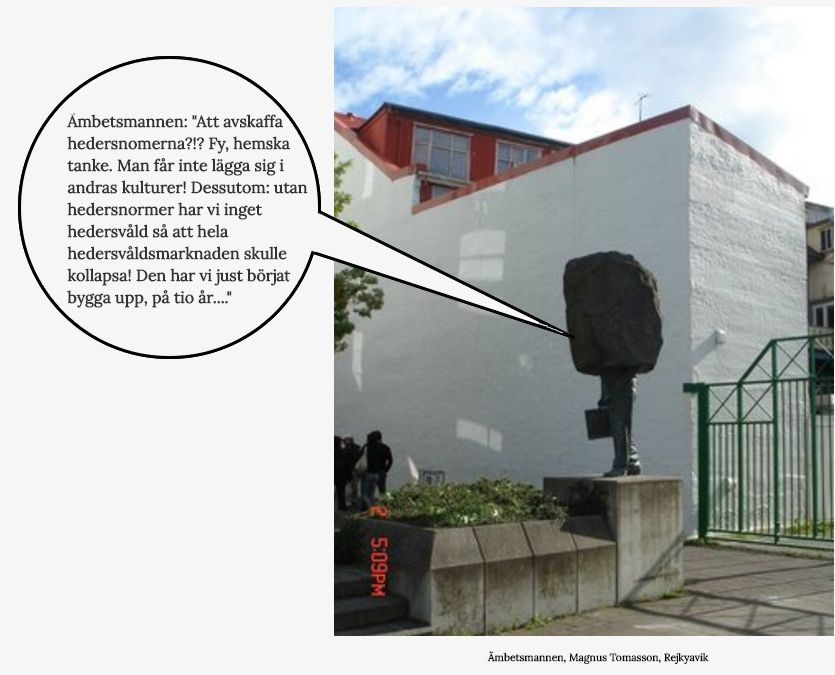 Ämbetsmannen: "Att avskaffa
hedersnomerna?!? Fy, hemska
tanke. Man får inte lägga sig i
andras kulturer! Dessutom: utan
hedersnormer har vi inget
hedersvåld så att hela
hedersvåldsmarknaden skulle
kollapsa! Den har vi just börjat
bygga upp, på tio år...."
2 5:09PM
Ämbetsmannen, Magnus Tomasson, Rejkyavik